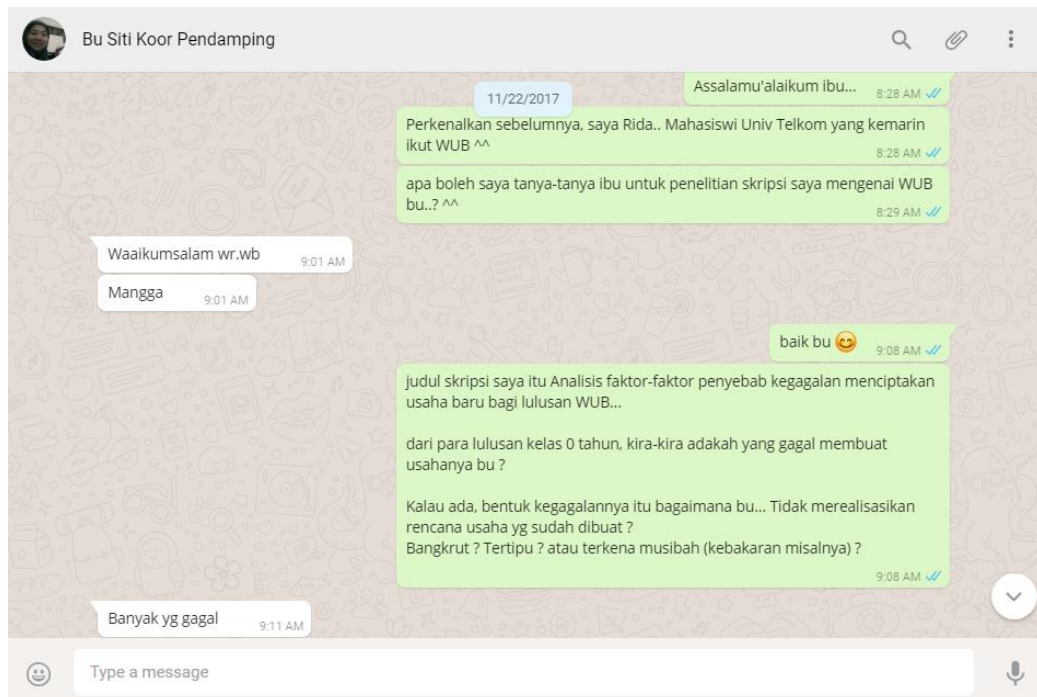 Bu Siti Koor Pendamping
11/22/2017
Assalamu'alaikum ibu... 8:28 AM
Perkenalkan sebelumnya, saya Rida.. Mahasiswi Univ Telkom yang kemarin
ikut WUB ^^
8:28 AM
apa boleh saya tanya-tanya ibu untuk penelitian skripsi saya mengenai WUB
bu..? ^^
8:29 AM
Waaikumsalam wr.wb 9:01 AM
Mangga 9:01 AM
baik bu 😊 9:08 AM
judul skripsi saya itu Analisis faktor-faktor penyebab kegagalan menciptakan
usaha baru bagi lulusan WUB...
dari para lulusan kelas 0 tahun, kira-kira adakah yang gagal membuat
usahanya bu ?
Kalau ada, bentuk kegagalannya itu bagaimana bu... Tidak merealisasikan
rencana usaha yg sudah dibuat ?
Bangkrut ? Tertipu ? atau terkena musibah (kebakaran misalnya) ?
9:08 AM
Banyak yg gagal 9:11 AM
Type a message